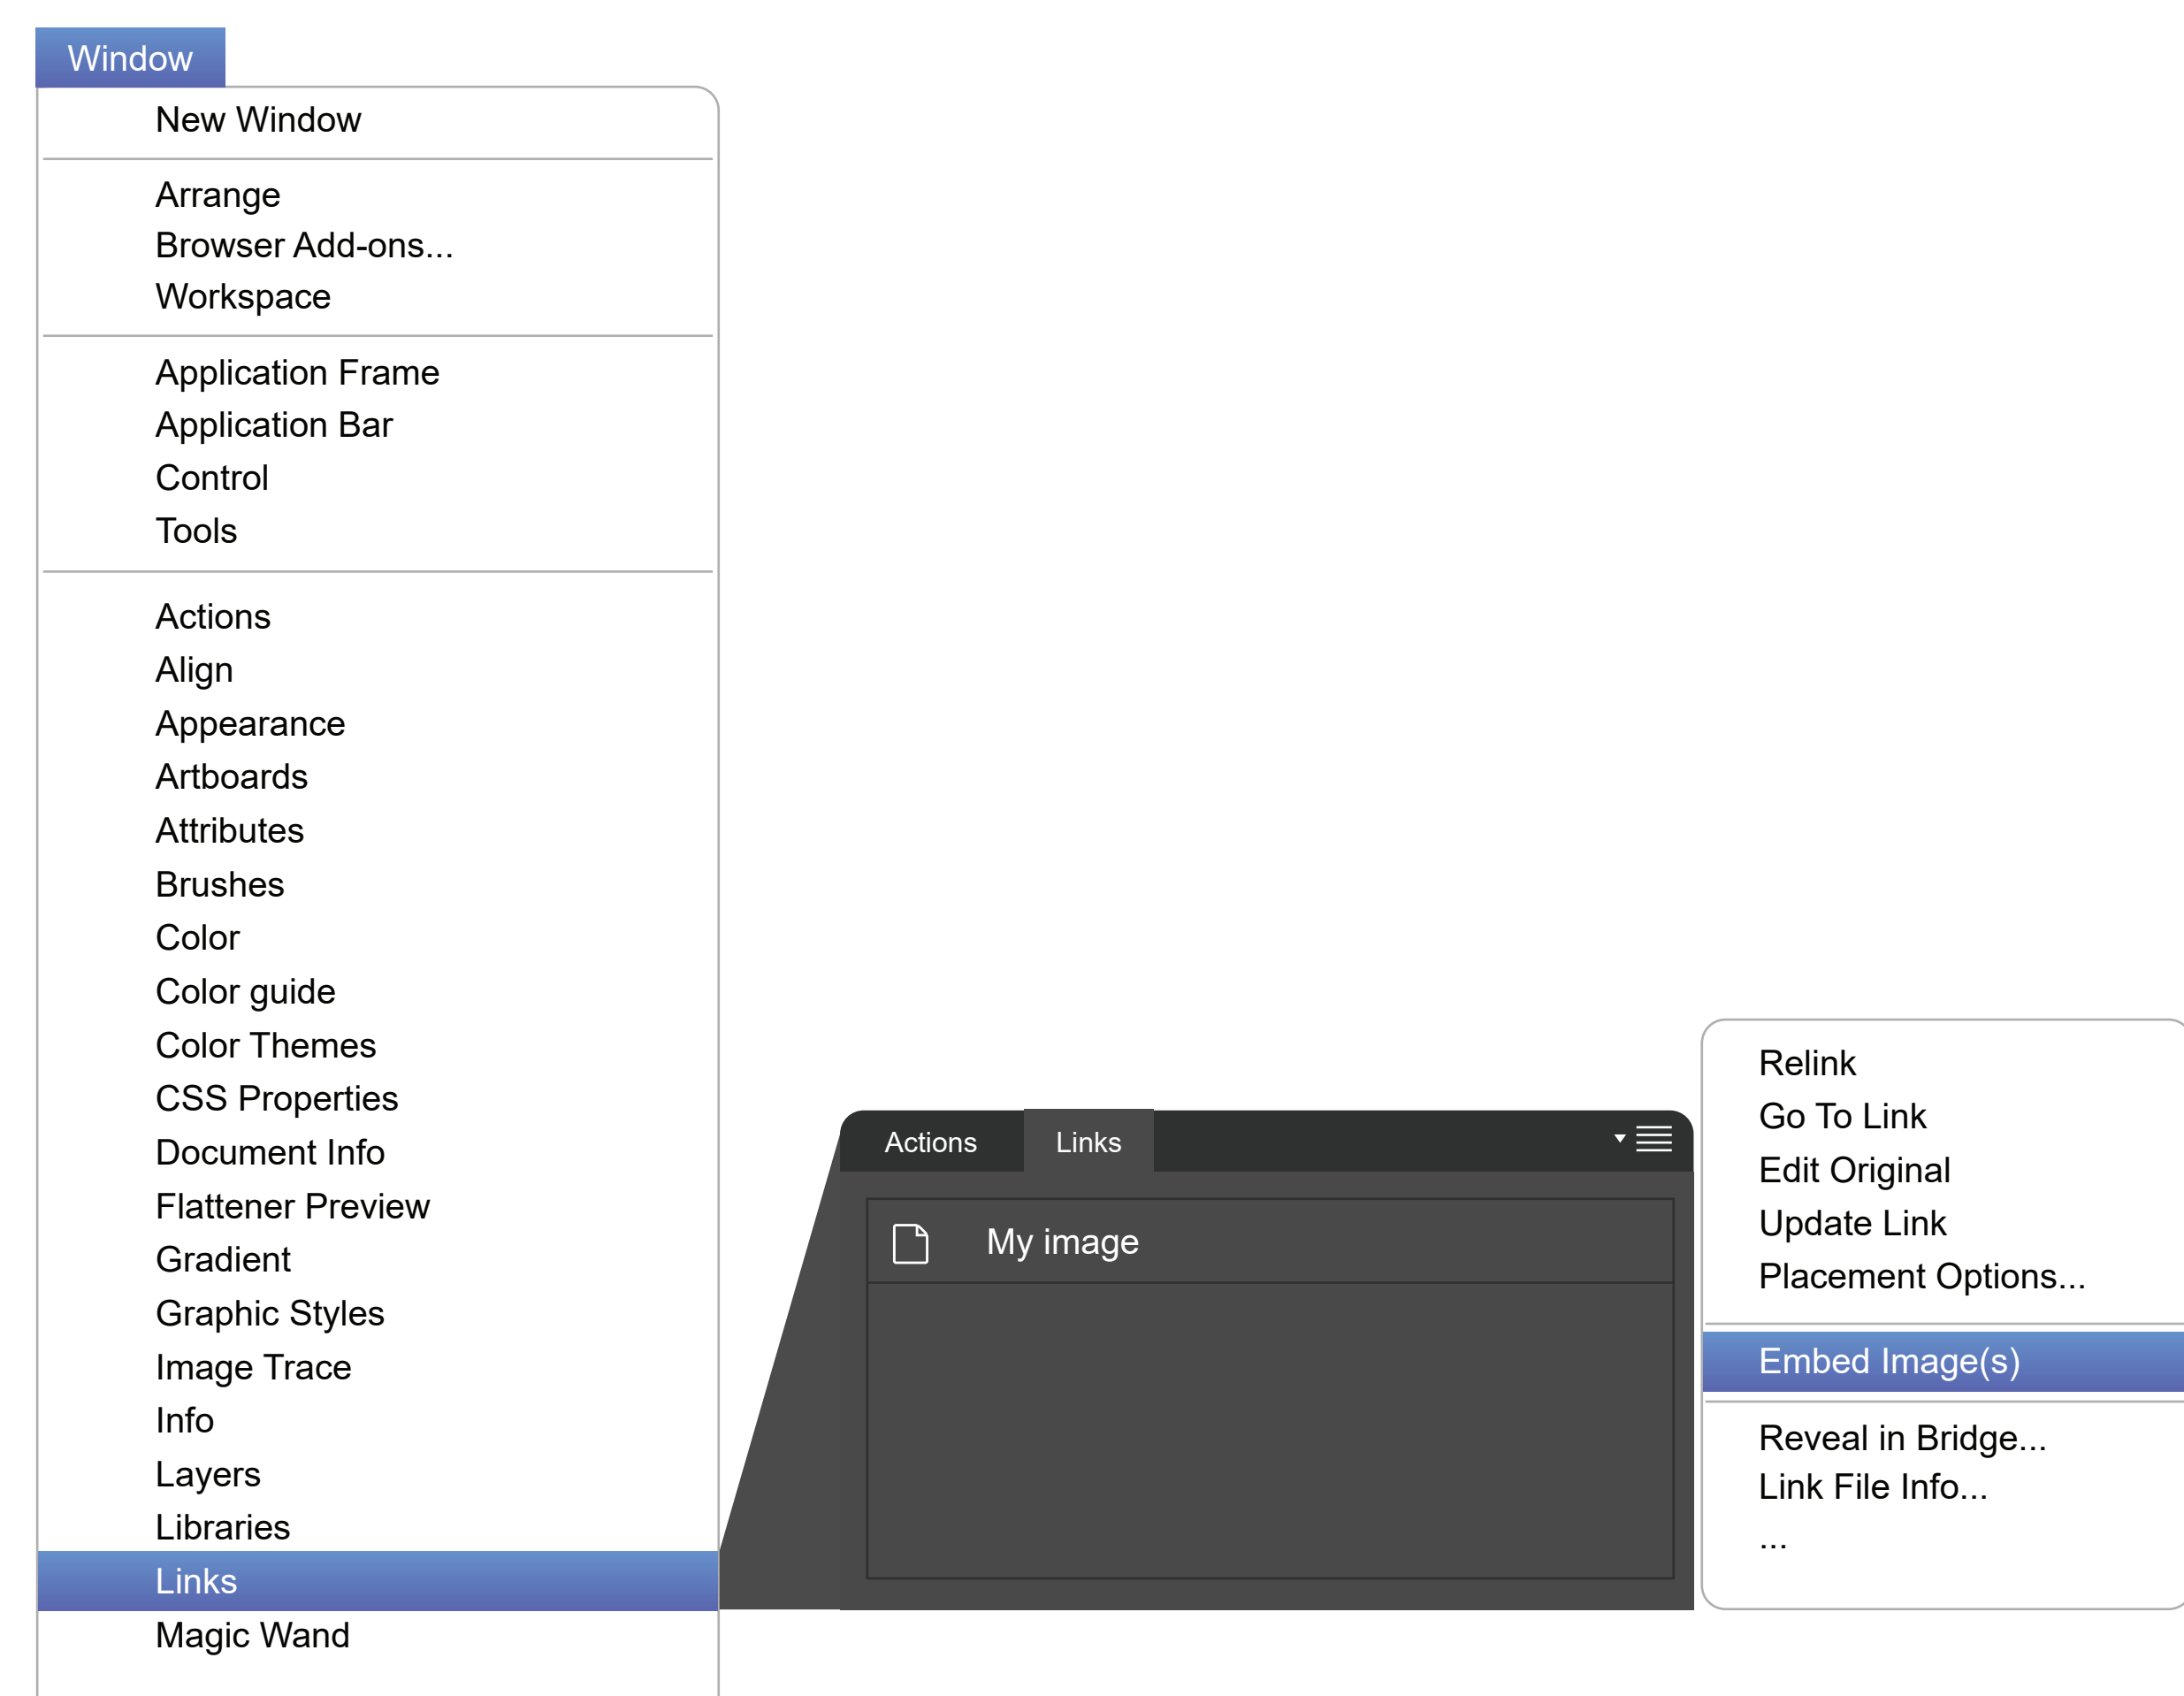 Window
New Window
Arrange
Browser Add-ons...
Workspace
Application Frame
Application Bar
Control
Tools
Actions
Align
Appearance
Artboards
Attributes
Brushes
Color
Color guide
Color Themes
CSS Properties
Document Info
Flattener Preview
Gradient
Graphic Styles
Image Trace
Info
Layers
Libraries
Links
Magic Wand
Actions Links
My image
Relink
Go To Link
Edit Original
Update Link
Placement Options...
Embed Image(s)
Reveal in Bridge...
Link File Info...
...